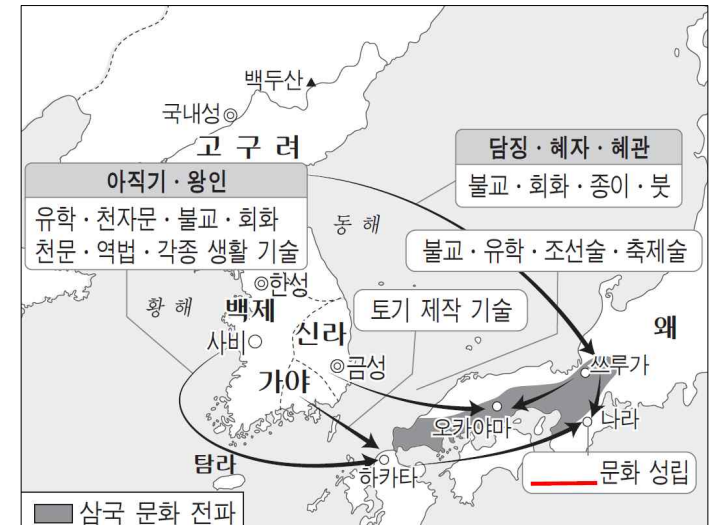 백두산▲
국내성
고 구 려
담징·혜자·혜관
불교·회화·종이·붓
아직기·왕인
유학·천자문·불교·회화
천문·역법·각종 생활 기술
동 해
불교·유학·조선술·축제술
한성
황 해
백제
토기 제작 기술
왜
사비
신라
금성
가야
쓰루가
오카야마
나라
탐라
하카타
문화 성립
삼국 문화 전파